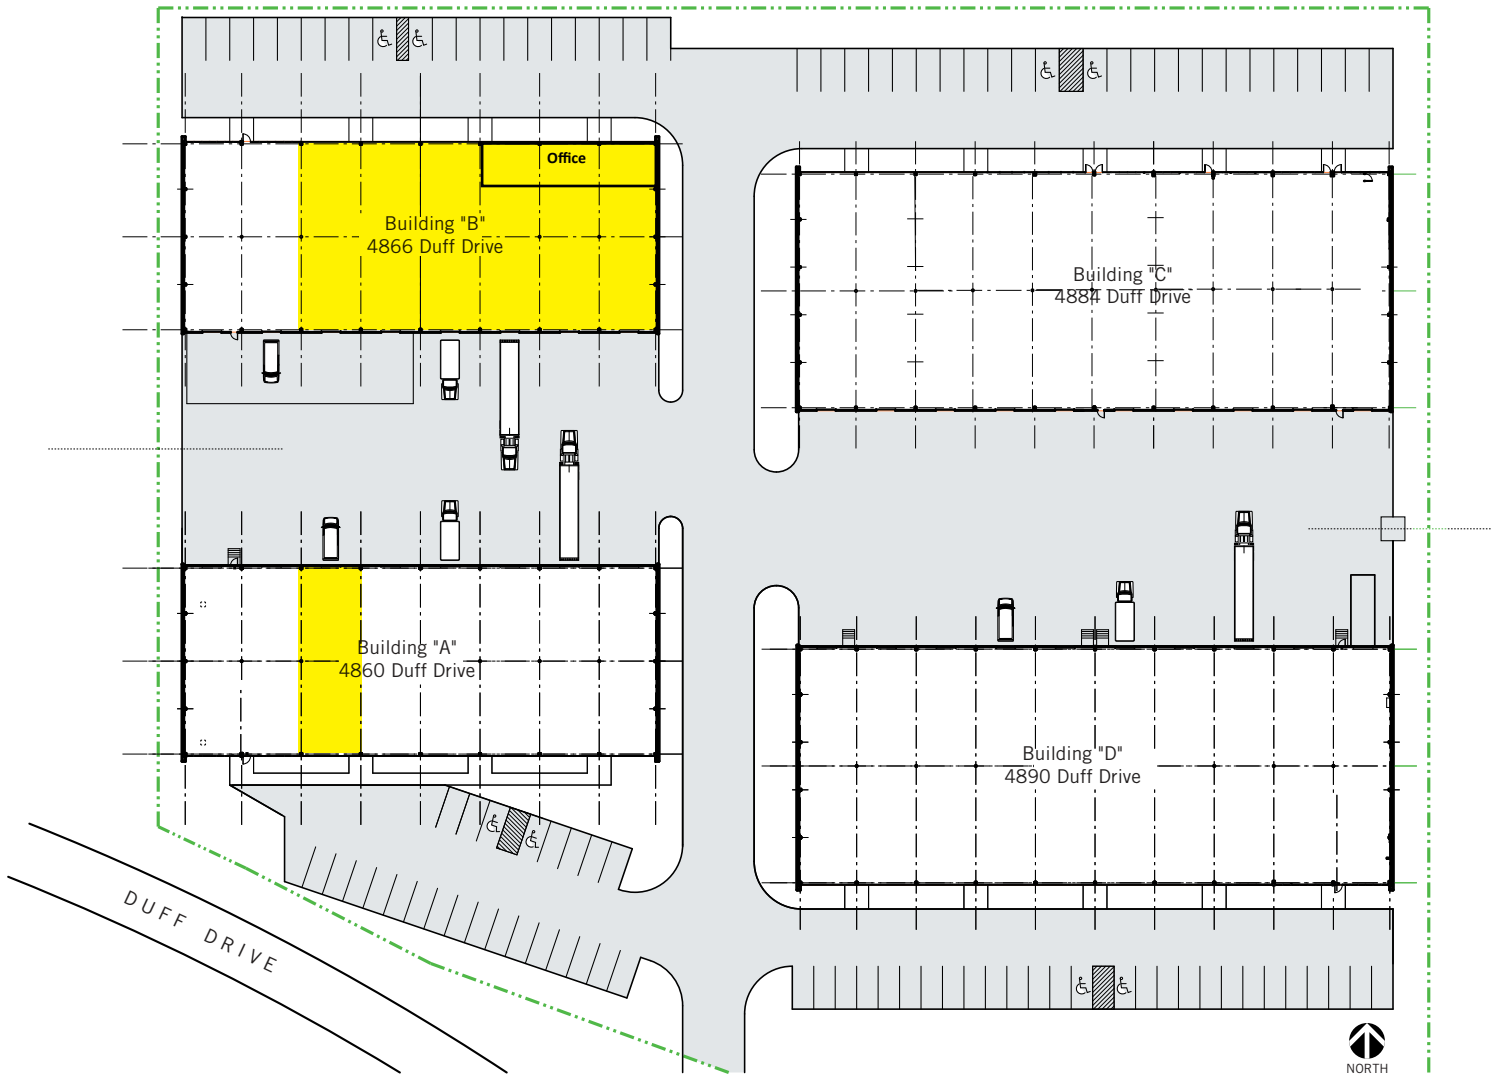 Office
Building "B"
4866 Duff Drive
Building "C"
4884 Duff Drive
Building "A"
4860 Duff Drive
Building "D"
4890 Duff Drive
DUFF DRIVE
NORTH